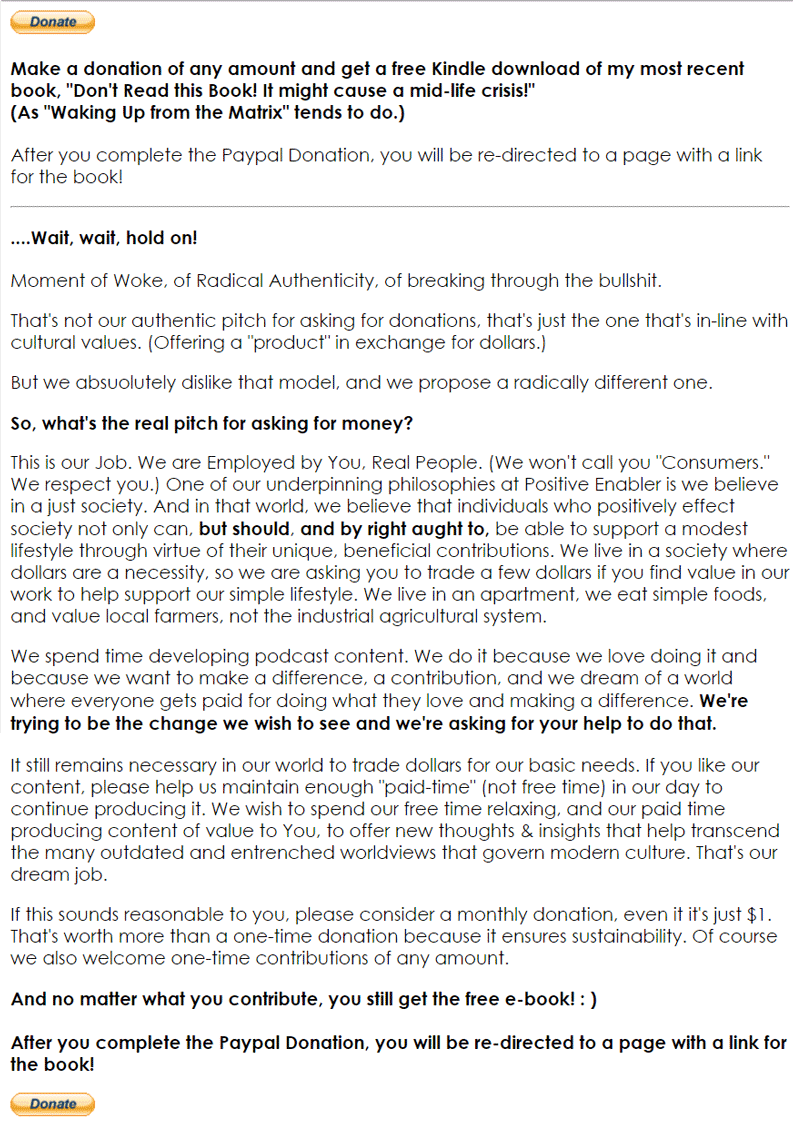 Donate
Make a donation of any amount and get a free Kindle download of my most recent
book, "Don't Read this Book! It might cause a mid-life crisis!"
(As "Waking Up from the Matrix" tends to do.)
After you complete the Paypal Donation, you will be re-directed to a page with a link
for the book!
....Wait, wait, hold on!
Moment of Woke, of Radical Authenticity, of breaking through the bullshit.
That's not our authentic pitch for asking for donations, that's just the one that's in-line with
cultural values. (Offering a "product" in exchange for dollars.)
But we absuolutely dislike that model, and we propose a radically different one.
So, what's the real pitch for asking for money?
This is our Job. We are Employed by You, Real People. (We won't call you "Consumers."
We respect you.) One of our underpinning philosophies at Positive Enabler is we believe
in a just society. And in that world, we believe that individuals who positively effect
society not only can, but should, and by right aught to, be able to support a modest
lifestyle through virtue of their unique, beneficial contributions. We live in a society where
dollars are a necessity, so we are asking you to trade a few dollars if you find value in our
work to help support our simple lifestyle. We live in an apartment, we eat simple foods,
and value local farmers, not the industrial agricultural system.
We spend time developing podcast content. We do it because we love doing it and
because we want to make a difference, a contribution, and we dream of a world
where everyone gets paid for doing what they love and making a difference. We're
trying to be the change we wish to see and we're asking for your help to do that.
It still remains necessary in our world to trade dollars for our basic needs. If you like our
content, please help us maintain enough "paid-time" (not free time) in our day to
continue producing it. We wish to spend our free time relaxing, and our paid time
producing content of value to You, to offer new thoughts & insights that help transcend
the many outdated and entrenched worldviews that govern modern culture. That's our
dream job.
If this sounds reasonable to you, please consider a monthly donation, even it it's just $1.
That's worth more than a one-time donation because it ensures sustainability. Of course
we also welcome one-time contributions of any amount.
And no matter what you contribute, you still get the free e-book! : )
After you complete the Paypal Donation, you will be re-directed to a page with a link for
the book!
Donate